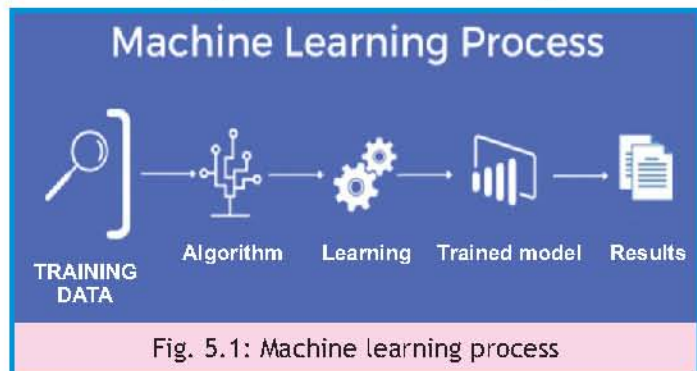 Machine Learning Process
TRAINING
DATA
Algorithm
Learning
Trained model
Results
Fig. 5.1: Machine learning process